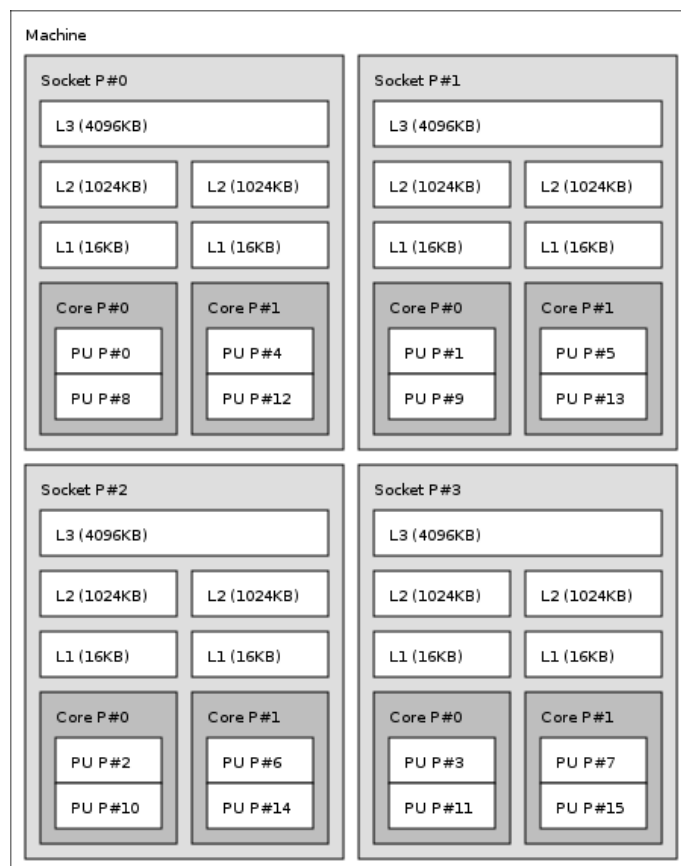 Machine
Socket P#0
L3 (4096KB)
L2 (1024KB)
L2 (1024KB)
L1 (16KB)
L1 (16KB)
Core P#0
PU P#0
PU P#8
Core P#1
PU P#4
PU P#12
Socket P#1
L3 (4096KB)
L2 (1024KB)
L2 (1024KB)
L1 (16KB)
L1 (16KB)
Core P#0
PU P#1
PU P#9
Core P#1
PU P#5
PU P#13
Socket P#2
L3 (4096KB)
L2 (1024KB)
L2 (1024KB)
L1 (16KB)
L1 (16KB)
Core P#0
PU P#2
PU P#10
Core P#1
PU P#6
PU P#14
Socket P#3
L3 (4096KB)
L2 (1024KB)
L2 (1024KB)
L1 (16KB)
L1 (16KB)
Core P#0
PU P#3
PU P#11
Core P#1
PU P#7
PU P#15